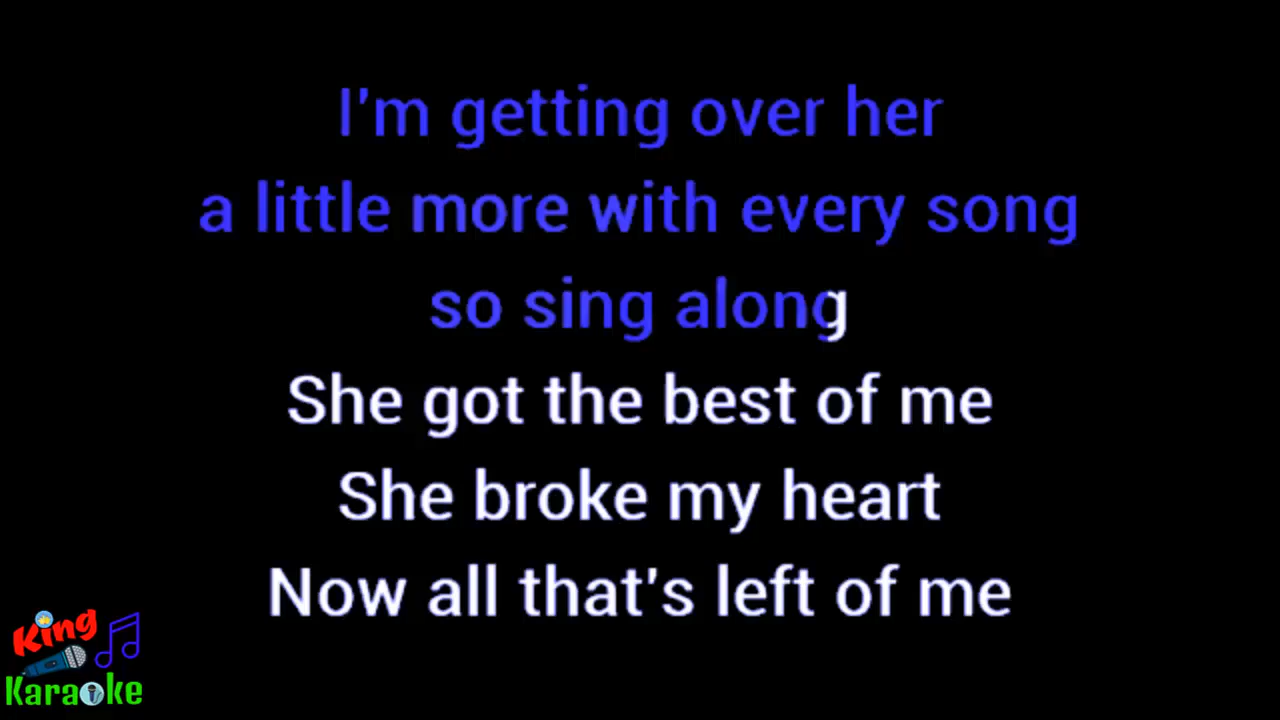 I'm getting over her
a little more with every song
so sing along
She got the best of me
She broke my heart
Now all that's left of me
King
Karaoke